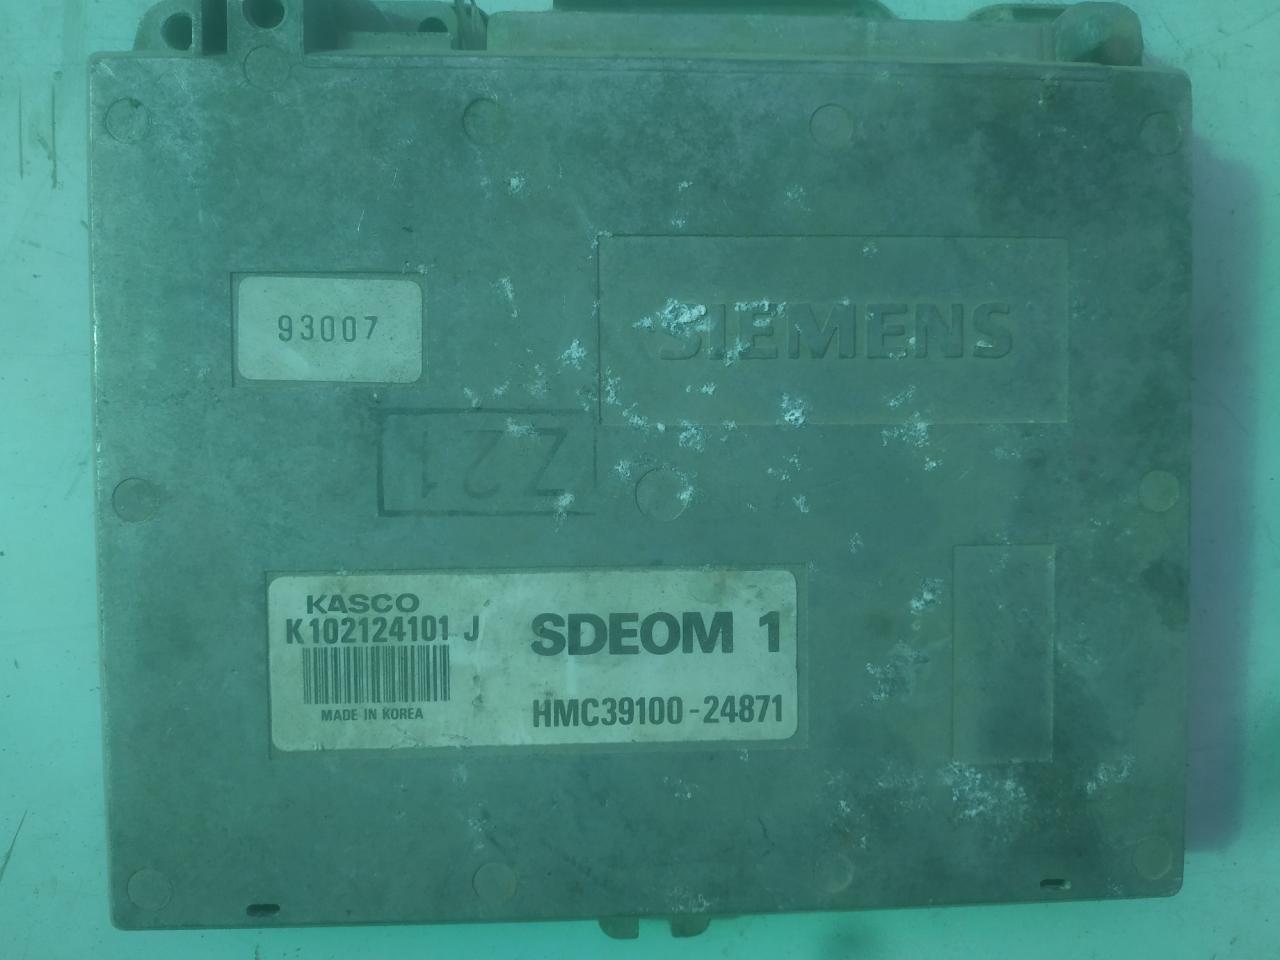 SIEMENS
93007
Z21
KASCO
K102124101 J
SDEOM 1
MADE IN KOREA
HMC39100-24871